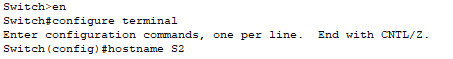 Switch>en
Switch#configure terminal
Enter configuration commands, one per line.  End with CNTL/Z.
Switch(config)#hostname S2